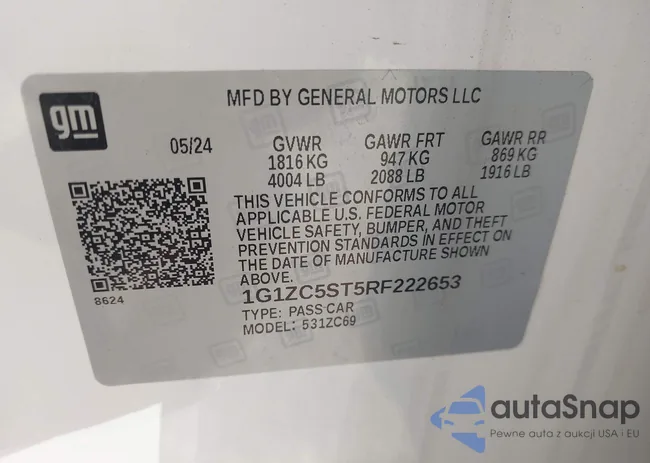 gm
MFD BY GENERAL MOTORS LLC
05/24 GVWR GAWR FRT GAWR RR
1816 KG 947 KG 869 KG
4004 LB 2088 LB 1916 LB
THIS VEHICLE CONFORMS TO ALL
APPLICABLE U.S. FEDERAL MOTOR
VEHICLE SAFETY, BUMPER, AND THEFT
PREVENTION STANDARDS IN EFFECT ON
THE DATE OF MANUFACTURE SHOWN
ABOVE.
8624
1G1ZC5ST5RF222653
TYPE: PASS CAR
MODEL: 531ZC69
autaSnap
Pewne auta z aukcji USA i EU